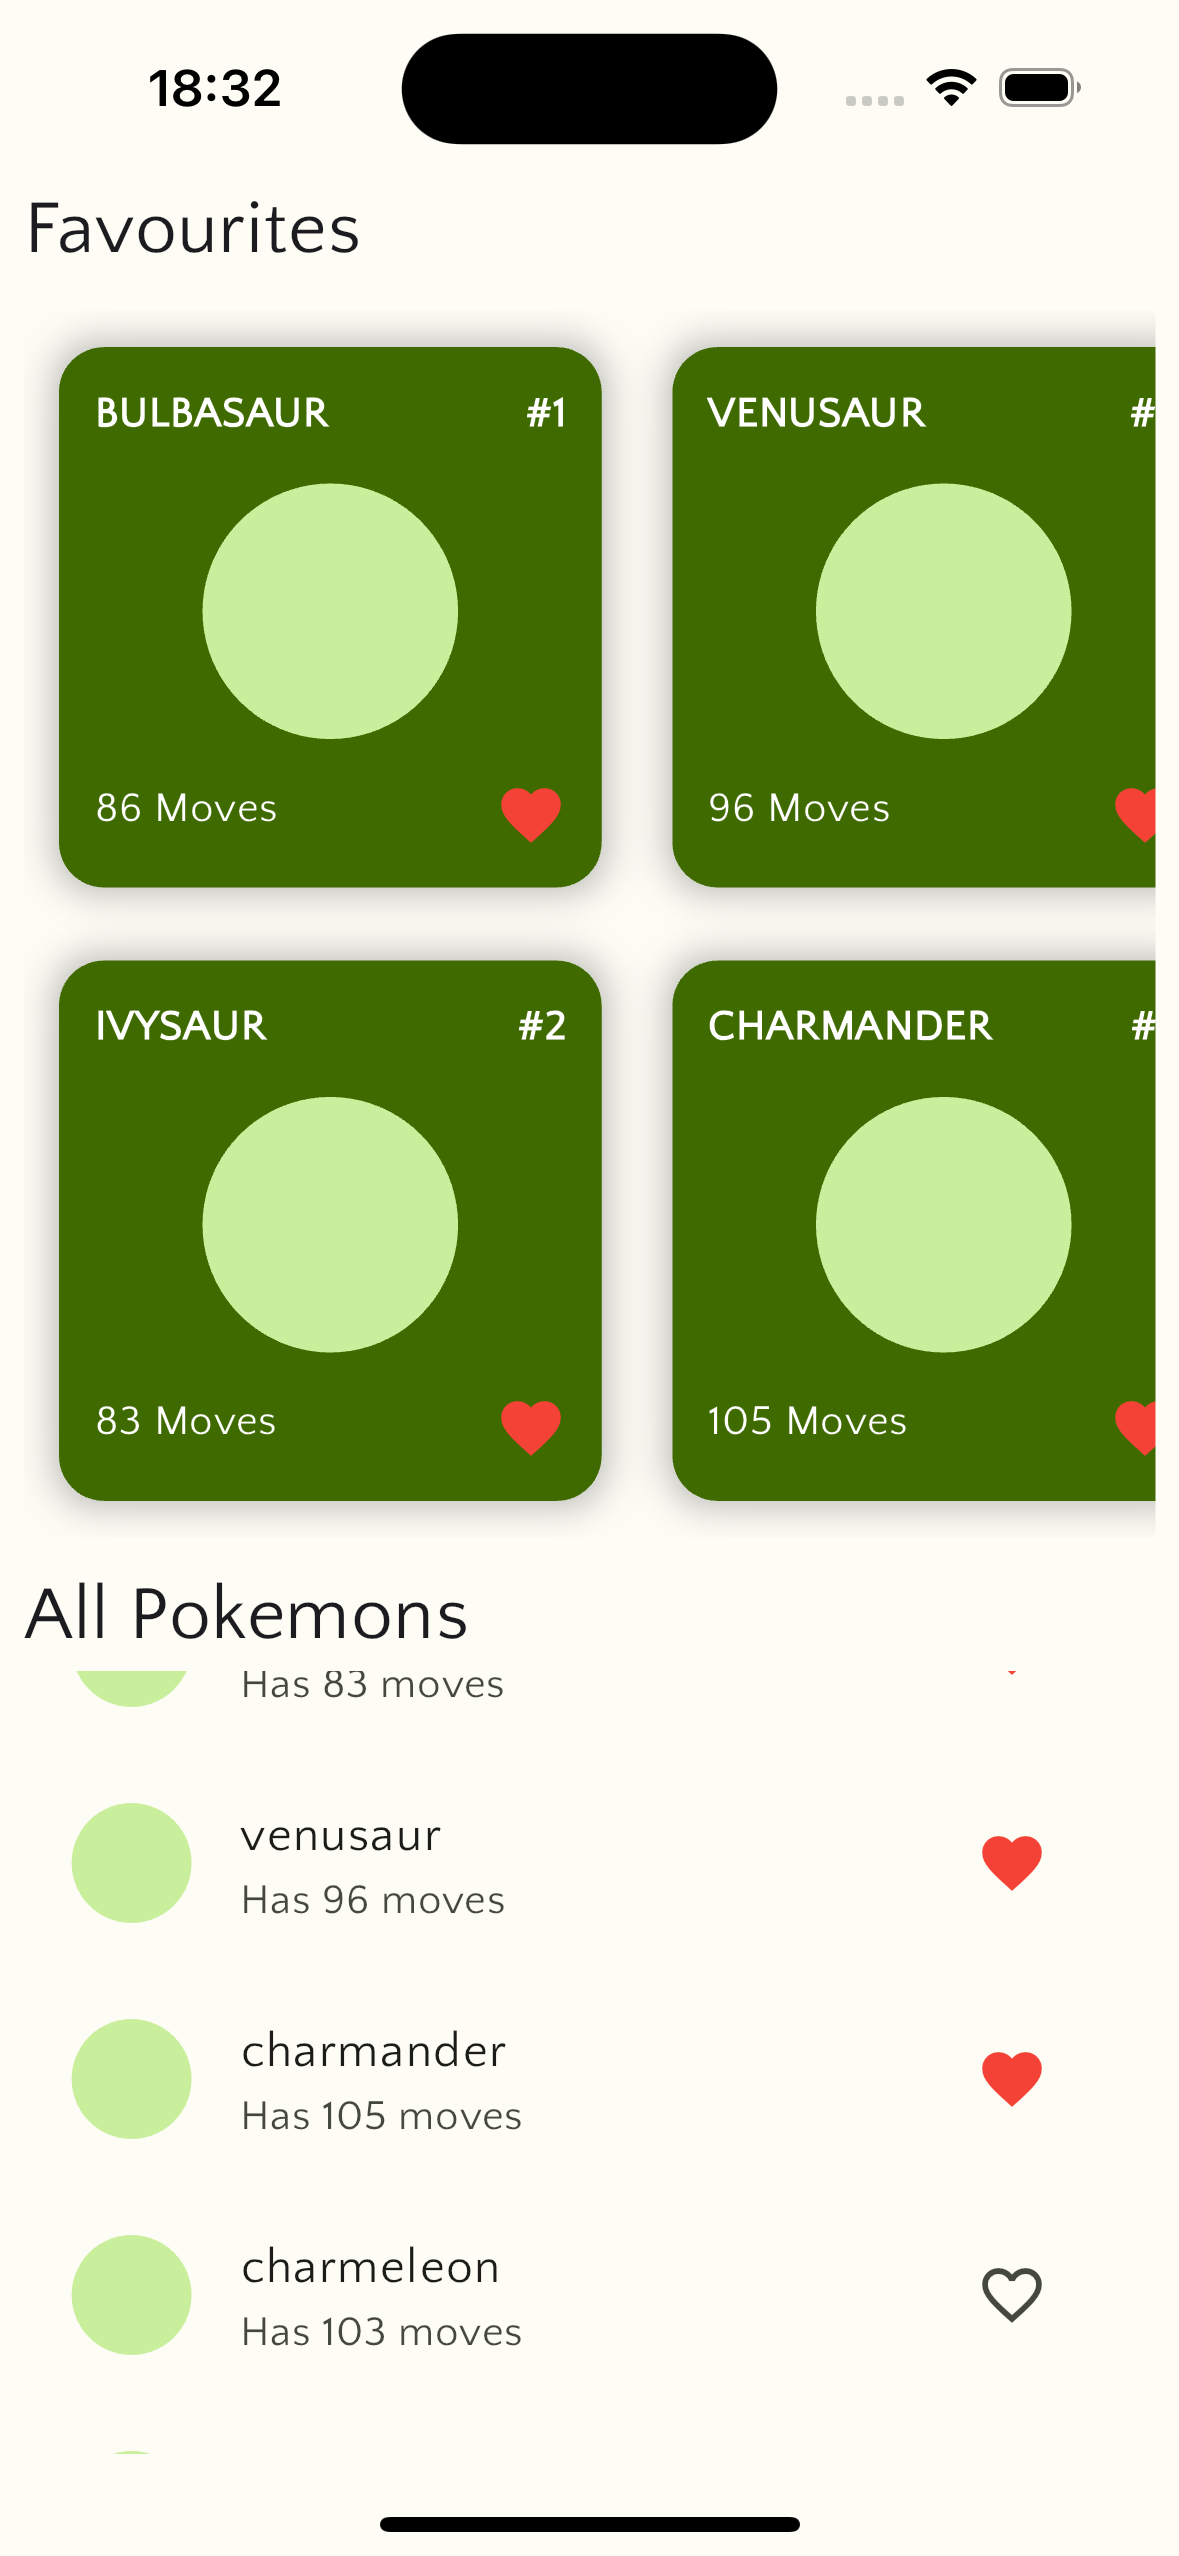 18:32
Favourites
BULBASAUR #1
VENUSAUR #
86 Moves
96 Moves
IVYSAUR #2
CHARMANDER #
83 Moves
105 Moves
All Pokemons
Has 83 moves
venusaur
Has 96 moves
charmander
Has 105 moves
charmeleon
Has 103 moves